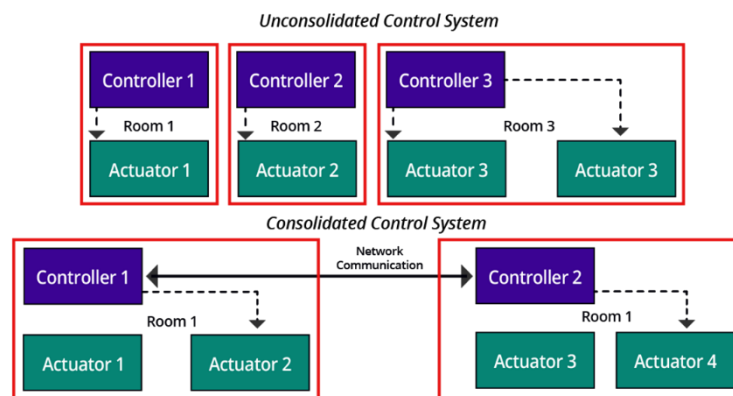 Unconsolidated Control System
Controller 1
Controller 2
Controller 3
Room 1
Room 2
Room 3
Actuator 1
Actuator 2
Actuator 3
Actuator 3
Consolidated Control System
Network
Communication
Controller 1
Controller 2
Room 1
Room 1
Actuator 1
Actuator 2
Actuator 3
Actuator 4